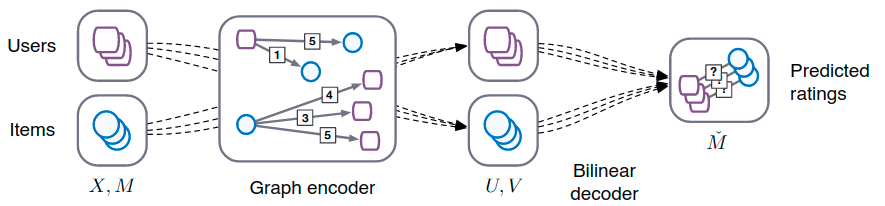 Users
Items
X, M
5
1
4
3
5
Graph encoder
U, V
Bilinear
decoder
?
M̌
Predicted
ratings